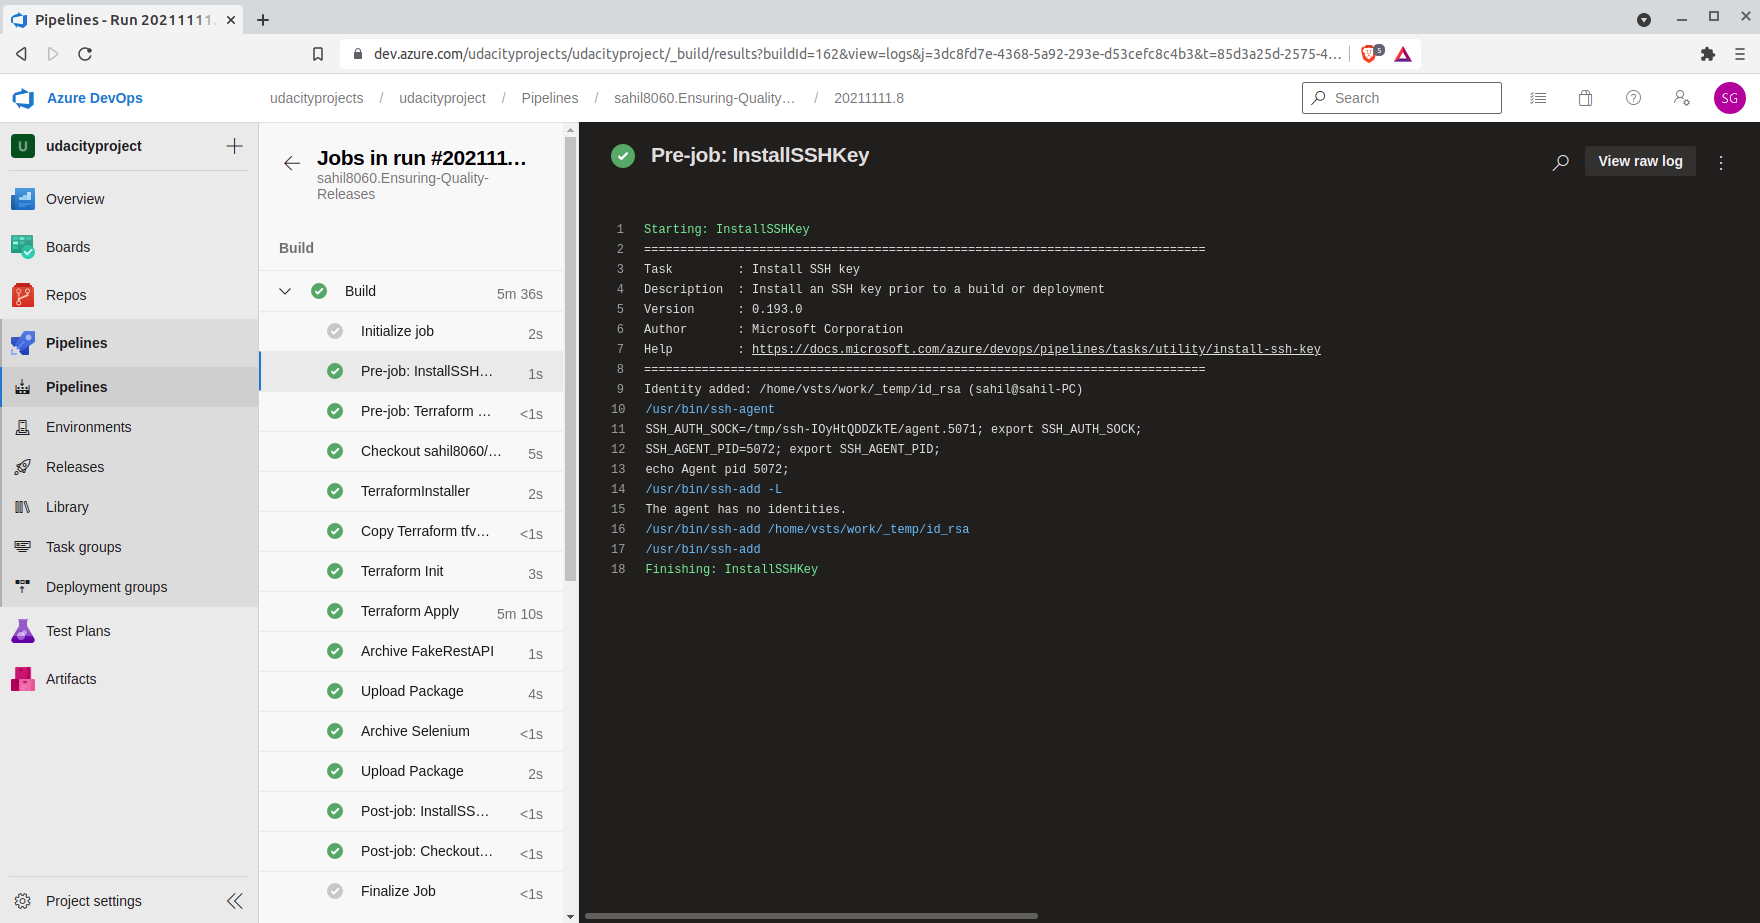 Pipelines - Run 20211111.
dev.azure.com/udacityprojects/udacityproject/_build/results?buildId=162&view=logs&j=3dc8fd7e-4368-5a92-293e-d53cefc8c4b3&t=85d3a25d-2575-4...
5
Azure DevOps
udacityprojects / udacityproject / Pipelines / sahil8060.Ensuring-Quality... / 20211111.8
Search
SG
U udacityproject
Overview
Boards
Repos
Pipelines
Pipelines
Environments
Releases
Library
Task groups
Deployment groups
Test Plans
Artifacts
Project settings
Jobs in run #202111...
sahil8060.Ensuring-Quality-
Releases
Build
Build 5m 36s
Initialize job 2s
Pre-job: InstallSSH... 1s
Pre-job: Terraform ... <1s
Checkout sahil8060/... 5s
TerraformInstaller 2s
Copy Terraform tfv... <1s
Terraform Init 3s
Terraform Apply 5m 10s
Archive FakeRestAPI 1s
Upload Package 4s
Archive Selenium <1s
Upload Package 2s
Post-job: InstallSS... <1s
Post-job: Checkout... <1s
Finalize Job <1s
Pre-job: InstallSSHKey
View raw log
1 Starting: InstallSSHKey
2 ==============================================================================
3 Task         : Install SSH key
4 Description  : Install an SSH key prior to a build or deployment
5 Version      : 0.193.0
6 Author       : Microsoft Corporation
7 Help         : https://docs.microsoft.com/azure/devops/pipelines/tasks/utility/install-ssh-key
8 ==============================================================================
9 Identity added: /home/vsts/work/_temp/id_rsa (sahil@sahil-PC)
10 /usr/bin/ssh-agent
11 SSH_AUTH_SOCK=/tmp/ssh-IOyHtQDDZkTE/agent.5071; export SSH_AUTH_SOCK;
12 SSH_AGENT_PID=5072; export SSH_AGENT_PID;
13 echo Agent pid 5072;
14 /usr/bin/ssh-add -L
15 The agent has no identities.
16 /usr/bin/ssh-add /home/vsts/work/_temp/id_rsa
17 /usr/bin/ssh-add
18 Finishing: InstallSSHKey